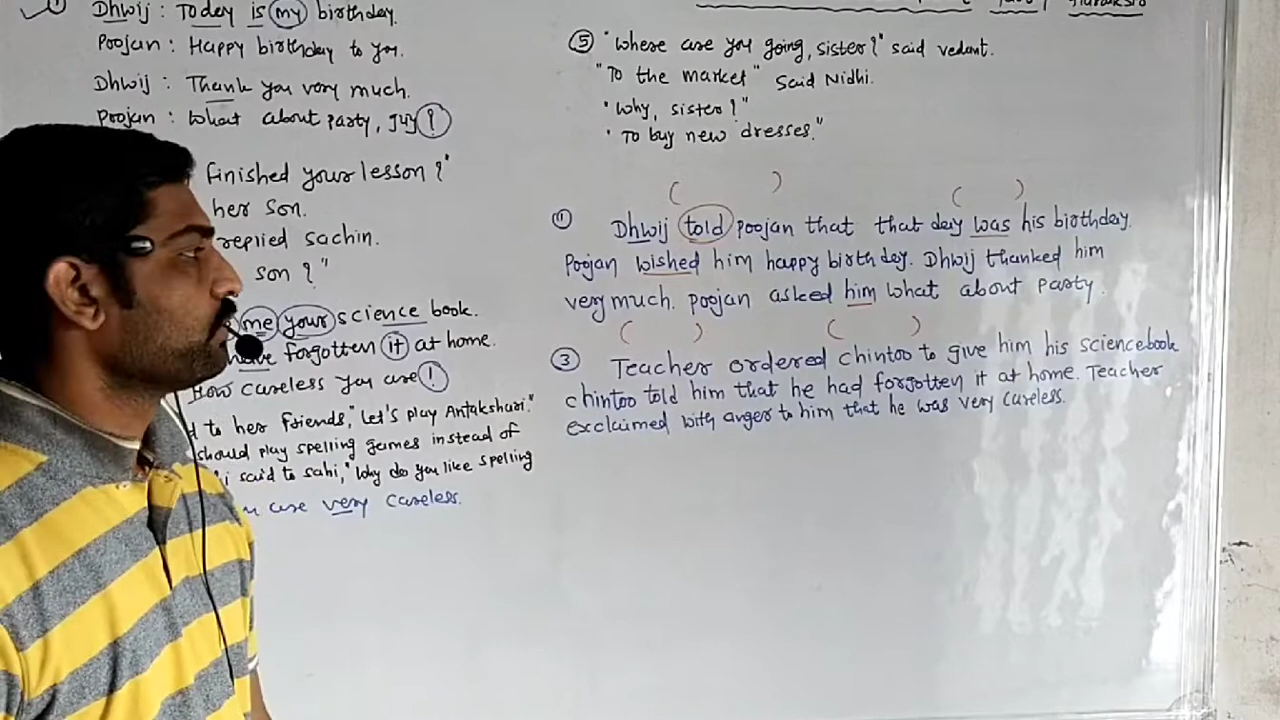 ① Dhwij : Today is my birthday.
Poojan : Happy birthday to you.
Dhwij : Thank you very much.
Poojan : What about party, guy ?
Finished your lesson ?"
her son.
replied sachin.
son ?"
me your science book.
have forgotten it at home.
How careless you are !
to her friends, "Let's play Antakshari."
should play spelling games instead of
said to sahi, "Why do you like spelling
are very careless.
⑤ "Where are you going, sister ?" said vedant.
"To the market" said Nidhi.
"Why, sister ?"
"To buy new dresses."
① Dhwij told poojan that that day was his birthday.
Poojan wished him happy birthday. Dhwij thanked him
very much. poojan asked him what about party.
③ Teacher ordered chintoo to give him his sciencebook
chintoo told him that he had forgotten it at home. Teacher
exclaimed with anger to him that he was very careless.